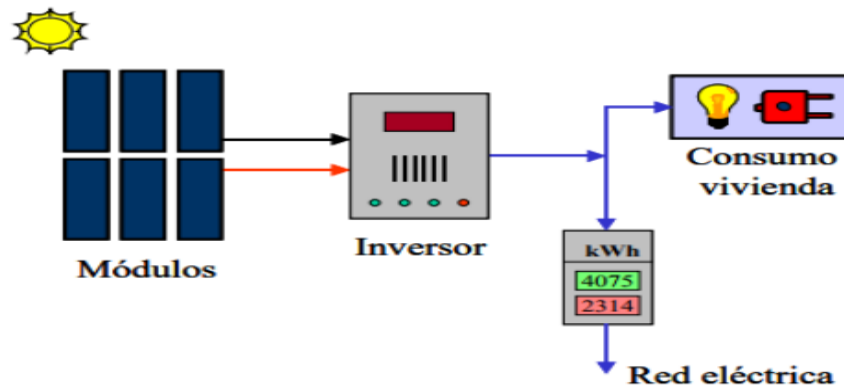 Módulos
Inversor
Consumo
vivienda
kWh
4075
2314
Red eléctrica